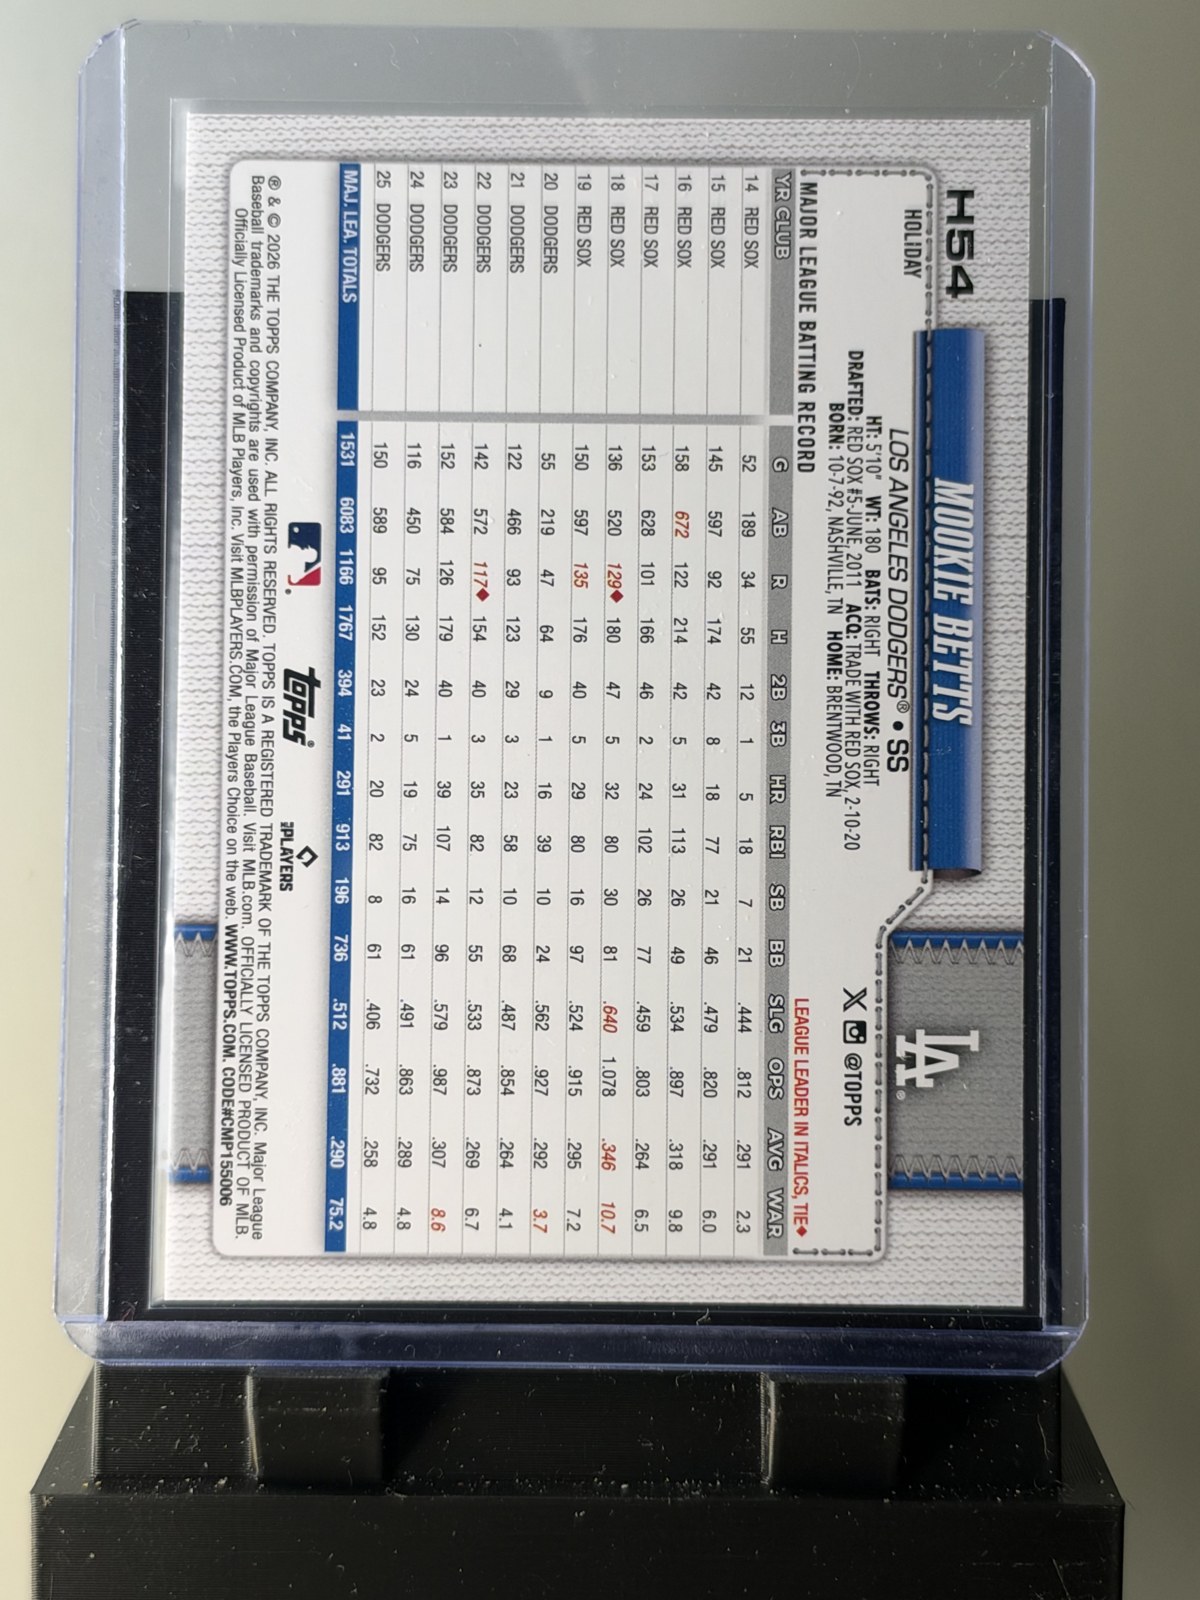 H54
HOLIDAY
MOOKIE BETTS
LOS ANGELES DODGERS® • SS
HT: 5'10" WT: 180 BATS: RIGHT THROWS: RIGHT
DRAFTED: RED SOX #5-JUNE, 2011 ACQ: TRADE WITH RED SOX, 2-10-20
BORN: 10-7-92, NASHVILLE, TN HOME: BRENTWOOD, TN
LA®
X @TOPPS
MAJOR LEAGUE BATTING RECORD LEAGUE LEADER IN ITALICS, TIE♦
YR CLUB G AB R H 2B 3B HR RBI SB BB SLG OPS AVG WAR
14 RED SOX 52 189 34 55 12 1 5 18 7 21 .444 .812 .291 2.3
15 RED SOX 145 597 92 174 42 8 18 77 21 46 .479 .820 .291 6.0
16 RED SOX 158 672 122 214 42 5 31 113 26 49 .534 .897 .318 9.8
17 RED SOX 153 628 101 166 46 2 24 102 26 77 .459 .803 .264 6.5
18 RED SOX 136 520 129♦ 180 47 5 32 80 30 81 .640 1.078 .346 10.7
19 RED SOX 150 597 135 176 40 5 29 80 16 97 .524 .915 .295 7.2
20 DODGERS 55 219 47 64 9 1 16 39 10 24 .562 .927 .292 3.7
21 DODGERS 122 466 93 123 29 3 23 58 10 68 .487 .854 .264 4.1
22 DODGERS 142 572 117♦ 154 40 3 35 82 12 55 .533 .873 .269 6.7
23 DODGERS 152 584 126 179 40 1 39 107 14 96 .579 .987 .307 8.6
24 DODGERS 116 450 75 130 24 5 19 75 16 61 .491 .863 .289 4.8
25 DODGERS 150 589 95 152 23 2 20 82 8 61 .406 .732 .258 4.8
MAJ. LEA. TOTALS 1531 6083 1166 1767 394 41 291 913 196 736 .512 .881 .290 75.2
topps® PLAYERS
® & © 2026 THE TOPPS COMPANY, INC. ALL RIGHTS RESERVED. TOPPS IS A REGISTERED TRADEMARK OF THE TOPPS COMPANY, INC. Major League
Baseball trademarks and copyrights are used with permission of Major League Baseball. Visit MLB.com. OFFICIALLY LICENSED PRODUCT OF MLB.
Officially Licensed Product of MLB Players, Inc. Visit MLBPLAYERS.COM, the Players Choice on the web. WWW.TOPPS.COM. CODE#CMP155006